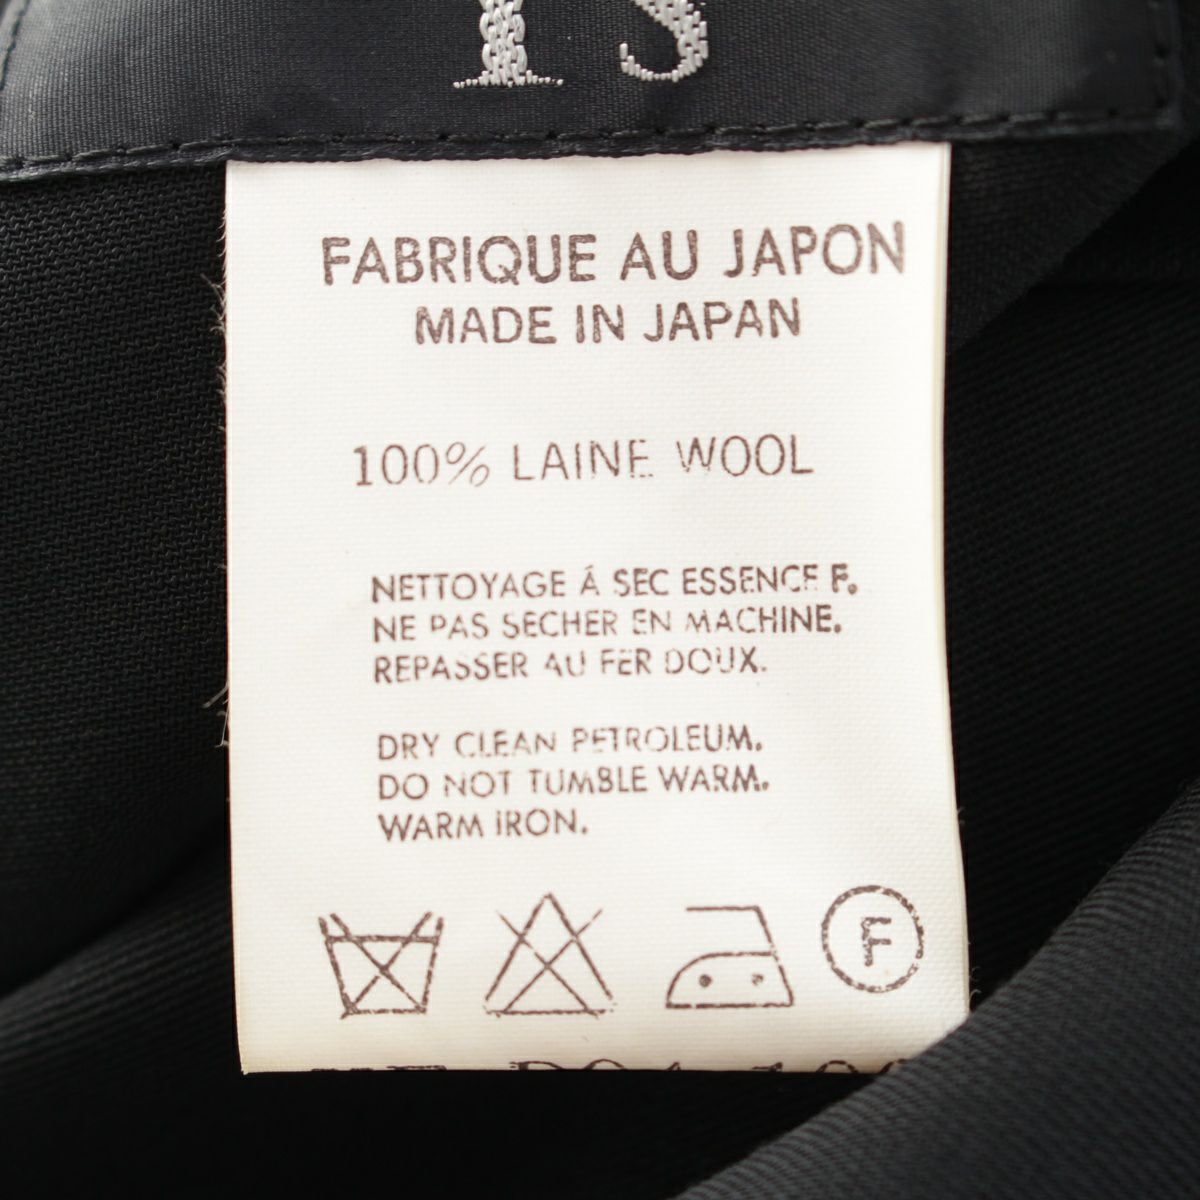 FABRIQUE AU JAPON
MADE IN JAPAN
100% LAINE WOOL
NETTOYAGE Á SEC ESSENCE F.
NE PAS SECHER EN MACHINE.
REPASSER AU FER DOUX.
DRY CLEAN PETROLEUM.
DO NOT TUMBLE WARM.
WARM IRON.
F